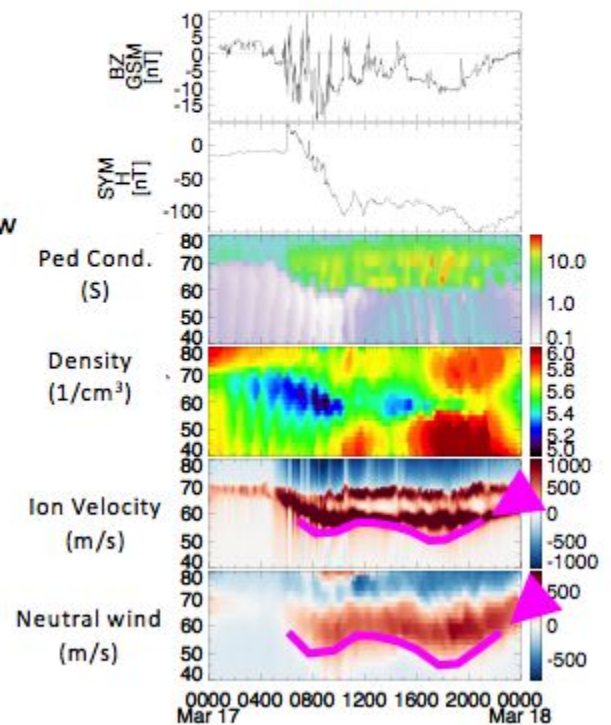 10
5
0
-5
-10
-15
BZ
GSM
[nT]
0
-50
-100
SYM
H
[nT]
w
Ped Cond.
(S)
80
70
60
50
40
10.0
1.0
0.1
Density
(1/cm³)
80
70
60
50
40
6.0
5.8
5.6
5.4
5.2
5.0
Ion Velocity
(m/s)
80
70
60
50
40
1000
500
0
-500
-1000
Neutral wind
(m/s)
80
70
60
50
40
500
0
-500
0000 0400 0800 1200 1600 2000 0000
Mar 17 Mar 18